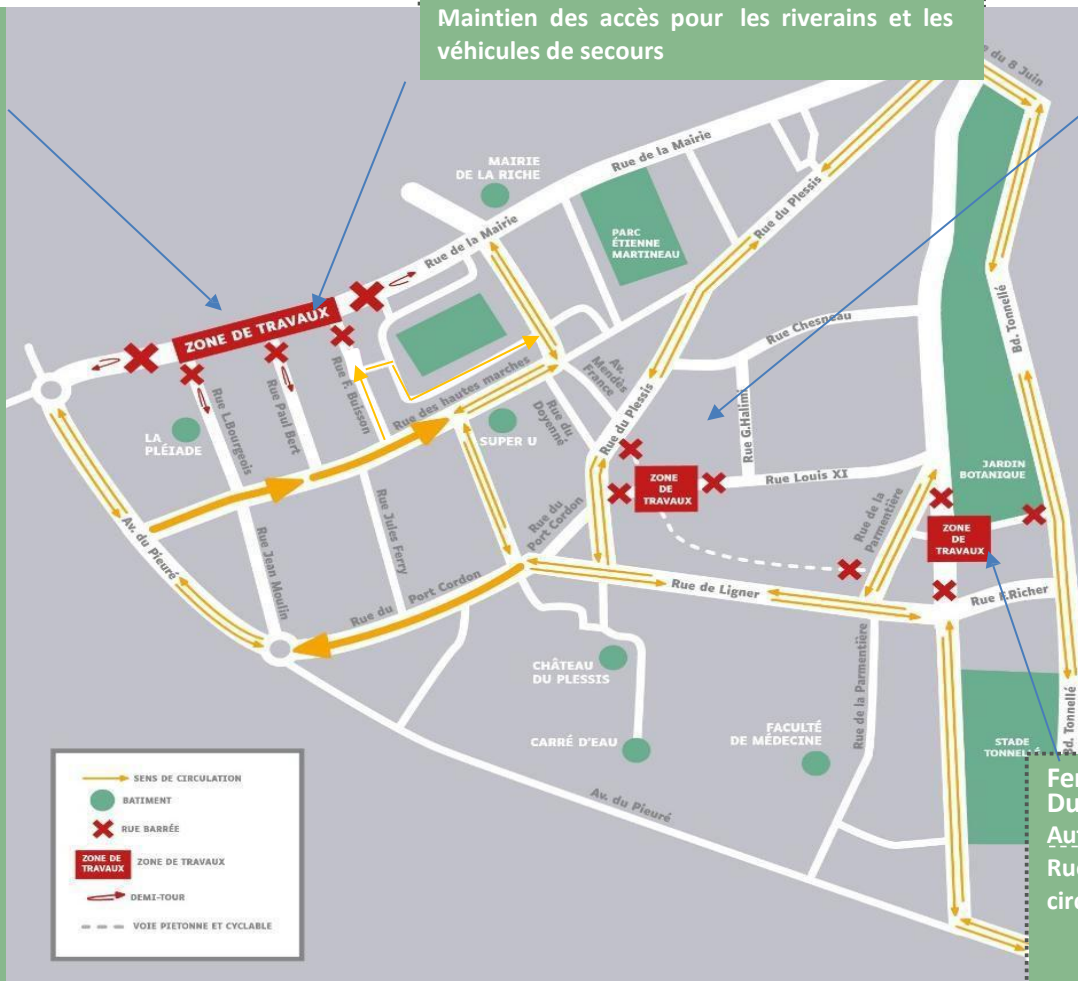 Maintien des accès pour les riverains et les
véhicules de secours
du 8 Juin
MAIRIE
DE LA RICHE
Rue de la Mairie
Rue du Plessis
Rue de la Mairie
PARC
ÉTIENNE
MARTINEAU
Rue du Plessis
Bd. Tonnellé
ZONE DE TRAVAUX
Rue Chesneau
Av.
Mendès
France
Rue F. Buisson
Rue des hautes marches
Rue Paul Bert
Rue L.Bourgeois
Rue du
Doyenné
Rue du Plessis
Rue G.Halimi
LA
PLÉIADE
SUPER U
ZONE
DE
TRAVAUX
Rue Louis XI
JARDIN
BOTANIQUE
Rue de la
Parmentière
ZONE
DE
TRAVAUX
Av. du Pieuré
Rue Jean Moulin
Rue Jules Ferry
Rue du
Port Cordon
Rue du Port Cordon
Rue de Ligner
Rue F.Richer
CHÂTEAU
DU PLESSIS
CARRÉ D'EAU
FACULTÉ
DE MÉDECINE
Rue de la Parmentière
STADE
Bd. Tonnellé
Av. du Pieuré
SENS DE CIRCULATION
BATIMENT
RUE BARRÉE
ZONE DE
TRAVAUX
ZONE DE TRAVAUX
DEMI-TOUR
VOIE PIETONNE ET CYCLABLE
Du
Rue